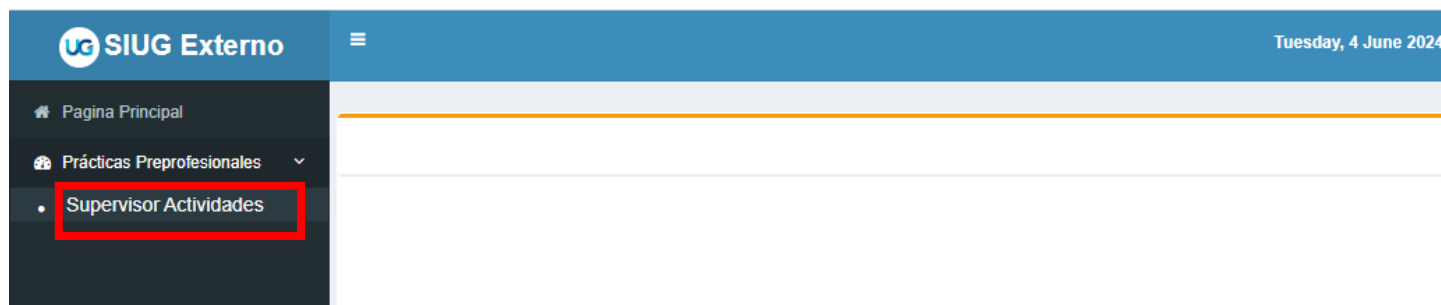 UG SIUG Externo
Tuesday, 4 June 2024
Pagina Principal
Prácticas Preprofesionales
Supervisor Actividades